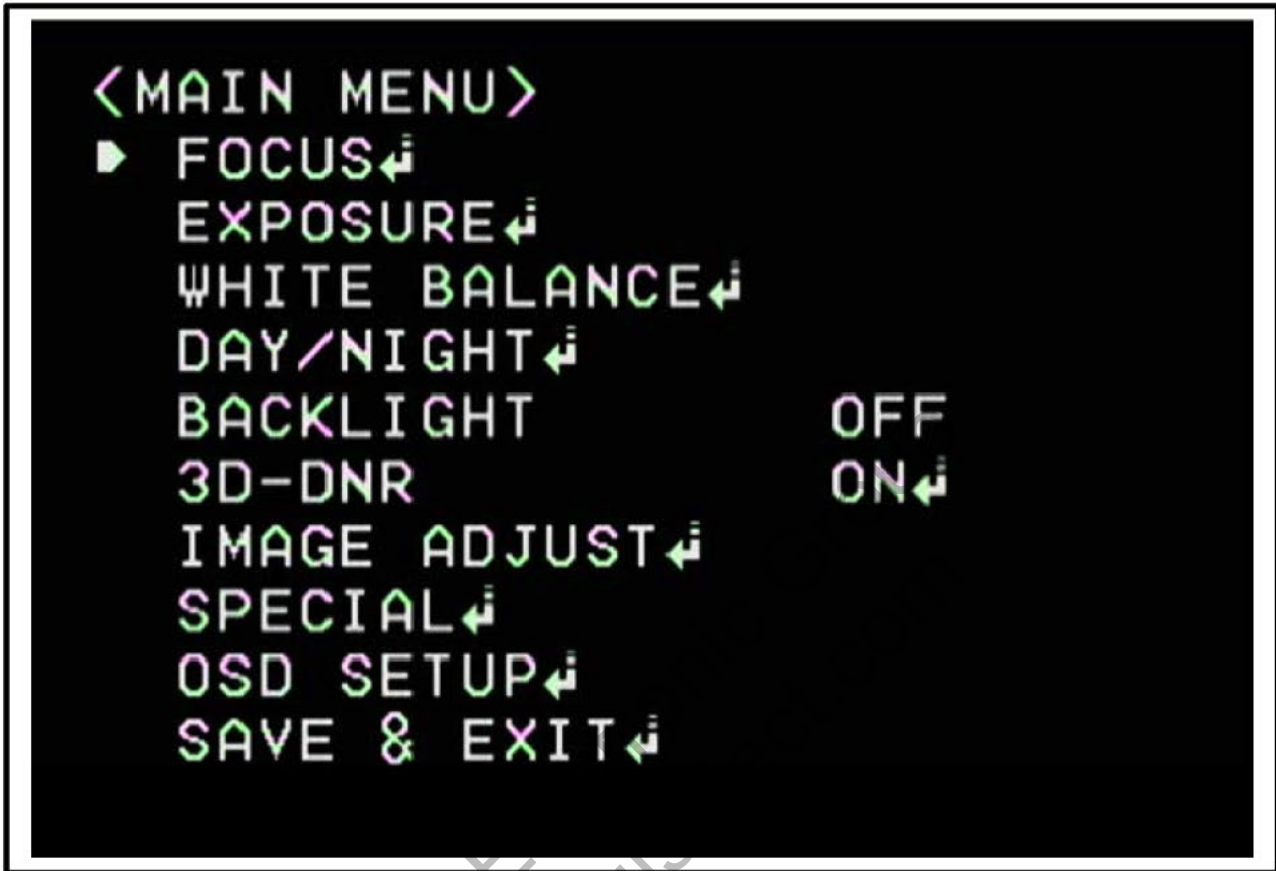 <MAIN MENU>
FOCUS↲
EXPOSURE↲
WHITE BALANCE↲
DAY/NIGHT↲
BACKLIGHT OFF
3D-DNR ON↲
IMAGE ADJUST↲
SPECIAL↲
OSD SETUP↲
SAVE & EXIT↲